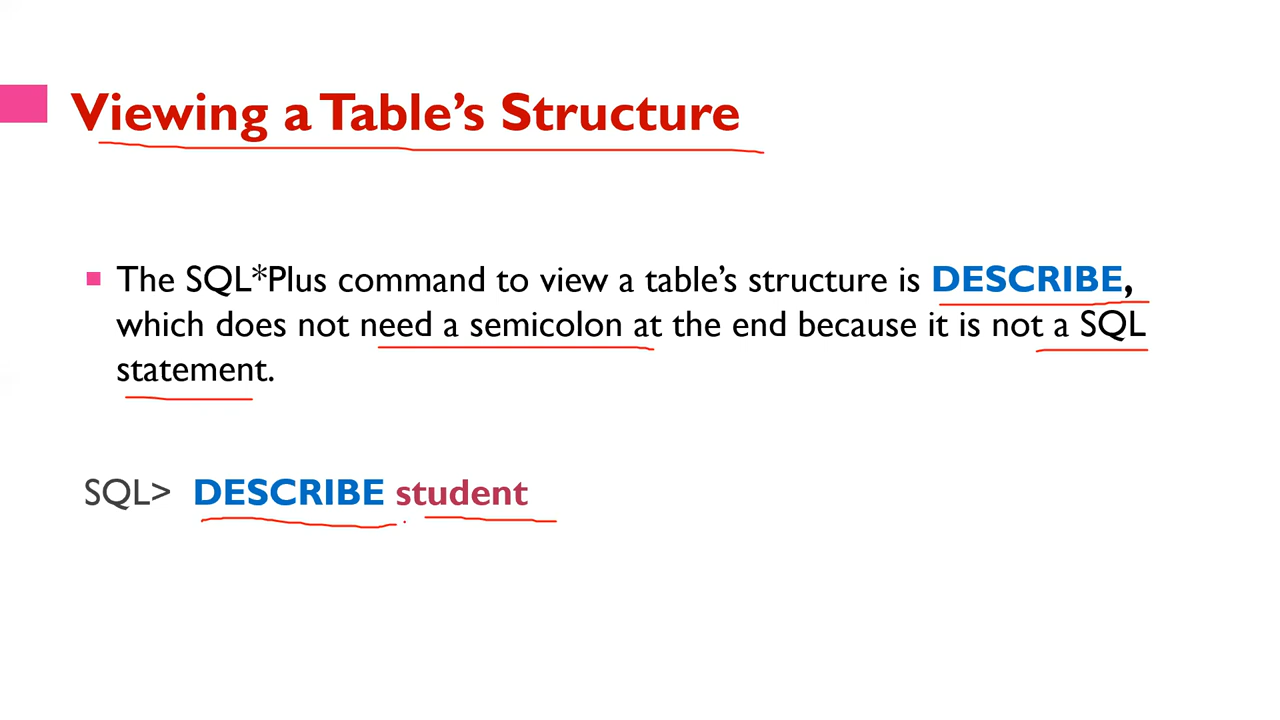 Viewing a Table’s Structure
The SQL*Plus command to view a table’s structure is DESCRIBE,
which does not need a semicolon at the end because it is not a SQL
statement.
SQL> DESCRIBE student